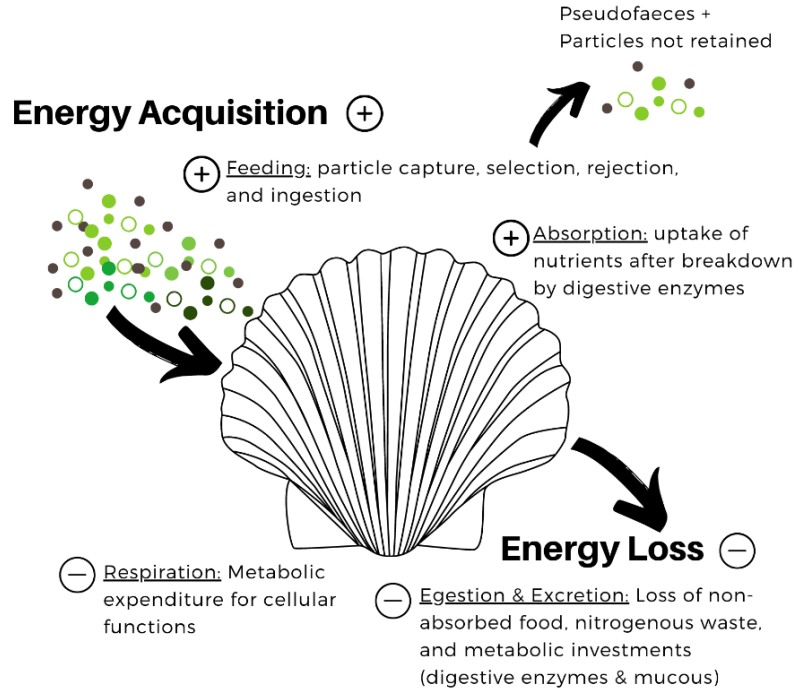 Pseudofaeces +
Particles not retained
Energy Acquisition +
+ Feeding: particle capture, selection, rejection,
and ingestion
+ Absorption: uptake of
nutrients after breakdown
by digestive enzymes
Energy Loss −
− Respiration: Metabolic
expenditure for cellular
functions
− Egestion & Excretion: Loss of non-
absorbed food, nitrogenous waste,
and metabolic investments
(digestive enzymes & mucous)